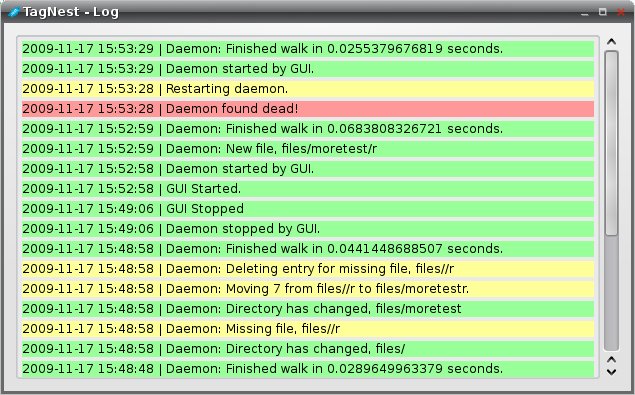 TagNest - Log
2009-11-17 15:53:29 | Daemon: Finished walk in 0.0255379676819 seconds.
2009-11-17 15:53:29 | Daemon started by GUI.
2009-11-17 15:53:28 | Restarting daemon.
2009-11-17 15:53:28 | Daemon found dead!
2009-11-17 15:52:59 | Daemon: Finished walk in 0.0683808326721 seconds.
2009-11-17 15:52:59 | Daemon: New file, files/moretest/r
2009-11-17 15:52:58 | Daemon started by GUI.
2009-11-17 15:52:58 | GUI Started.
2009-11-17 15:49:06 | GUI Stopped
2009-11-17 15:49:06 | Daemon stopped by GUI.
2009-11-17 15:48:58 | Daemon: Finished walk in 0.0441448688507 seconds.
2009-11-17 15:48:58 | Daemon: Deleting entry for missing file, files//r
2009-11-17 15:48:58 | Daemon: Moving 7 from files//r to files/moretestr.
2009-11-17 15:48:58 | Daemon: Directory has changed, files/moretest
2009-11-17 15:48:58 | Daemon: Missing file, files//r
2009-11-17 15:48:58 | Daemon: Directory has changed, files/
2009-11-17 15:48:48 | Daemon: Finished walk in 0.0289649963379 seconds.